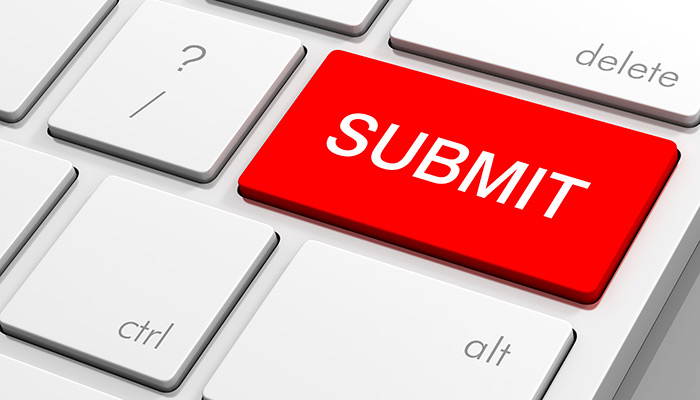 delete
?
/
SUBMIT
ctrl
alt